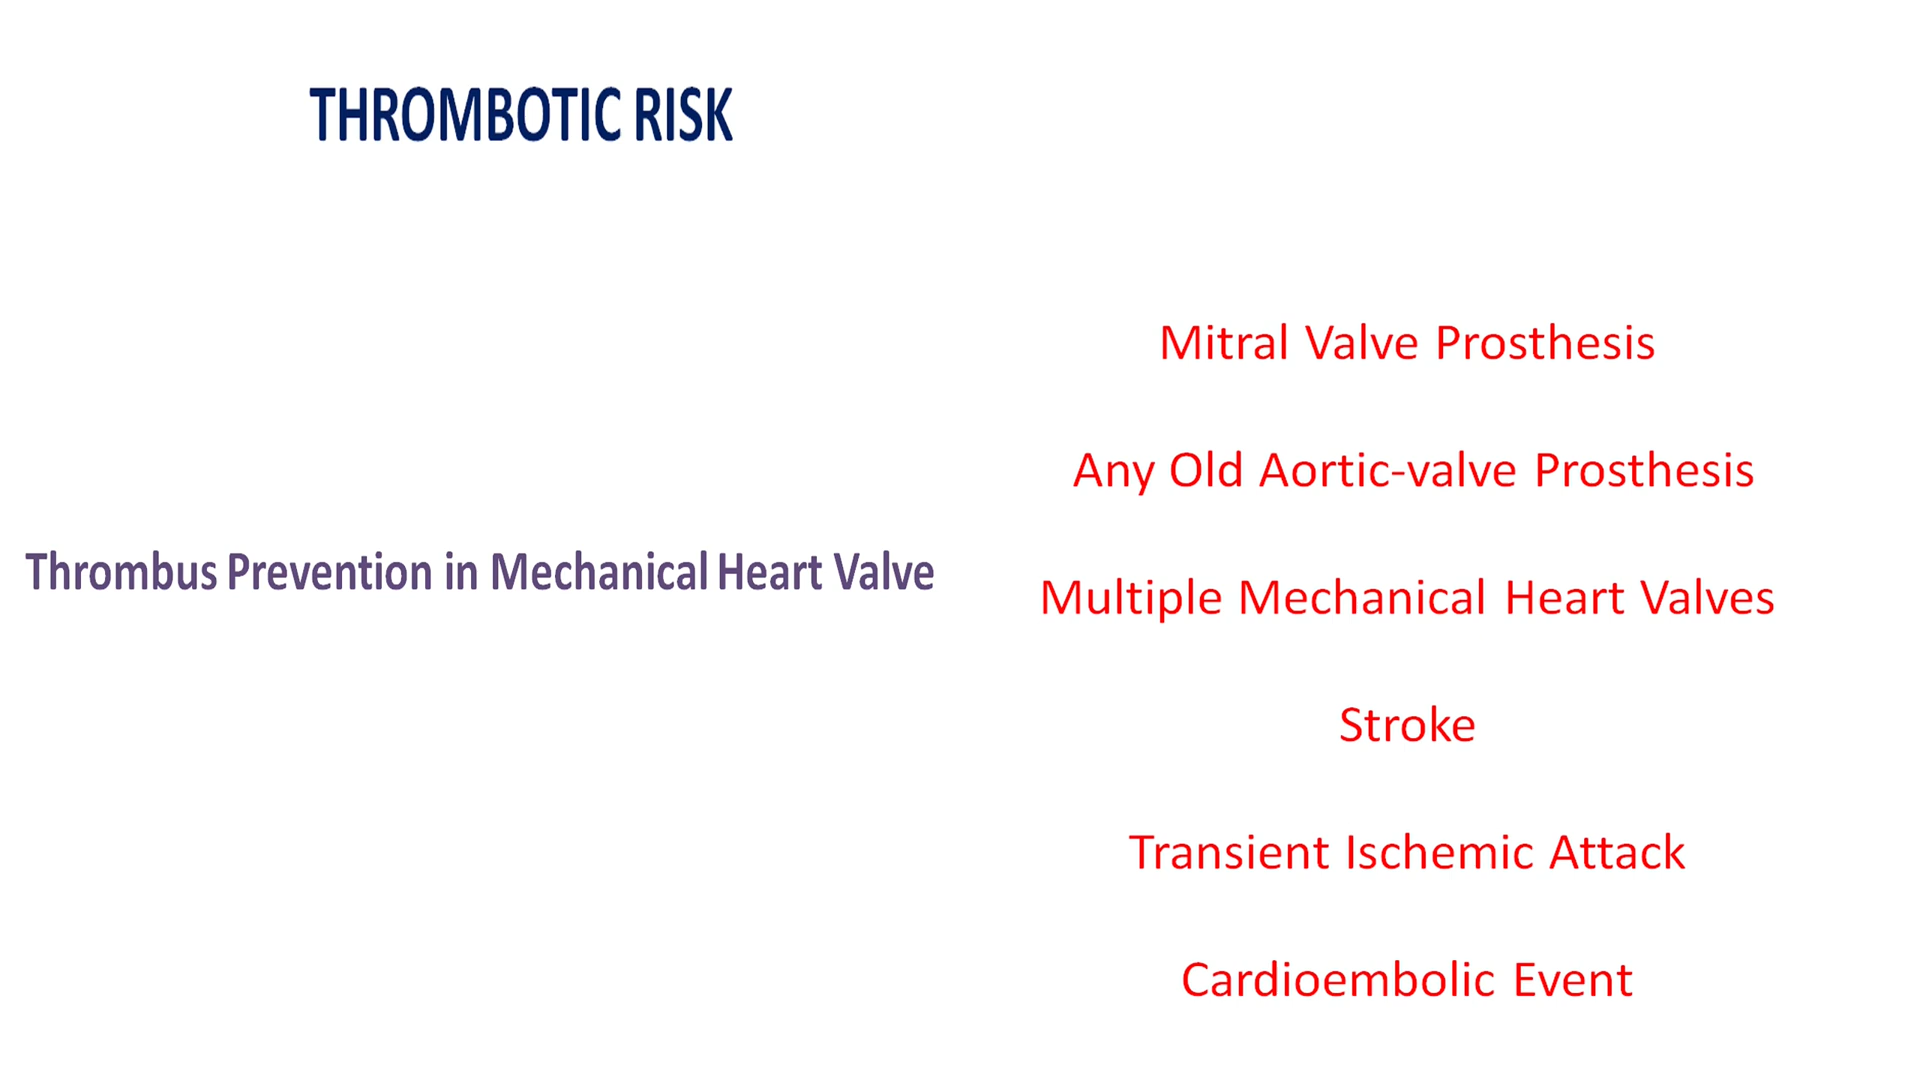 THROMBOTIC RISK
Thrombus Prevention in Mechanical Heart Valve
Mitral Valve Prosthesis
Any Old Aortic-valve Prosthesis
Multiple Mechanical Heart Valves
Stroke
Transient Ischemic Attack
Cardioembolic Event